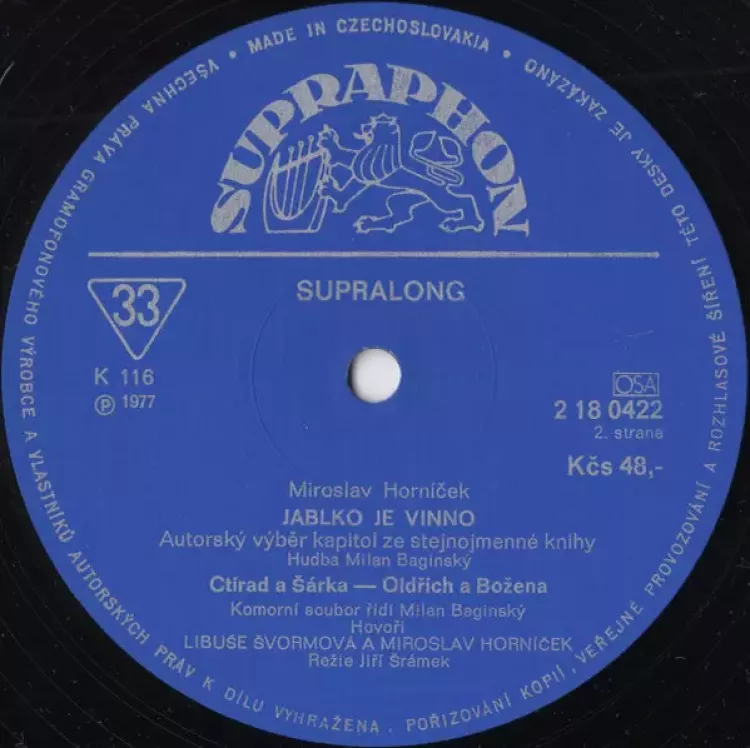 VŠECHNA PRÁVA GRAMOFONOVÉHO VÝROBCE A VLASTNÍKŮ AUTORSKÝCH PRÁV K DÍLU VYHRAŽENA . POŘIZOVÁNÍ KOPIÍ, VEŘEJNÉ PROVOZOVÁNÍ A ROZHLASOVÉ ŠÍŘENÍ TÉTO DESKY JE ZAKÁZÁNO
• MADE IN CZECHOSLOVAKIA •
SUPRAPHON
SUPRALONG
33
K 116
Ⓟ 1977
OSA
2 18 0422
2. strana
Kčs 48,-
Miroslav Horníček
JABLKO JE VINNO
Autorský výběr kapitol ze stejnojmenné knihy
Hudba Milan Baginský
Ctirad a Šárka — Oldřich a Božena
Komorní soubor řídí Milan Baginský
Hovoří
LIBUŠE ŠVORMOVÁ A MIROSLAV HORNÍČEK
Režie Jiří Šrámek